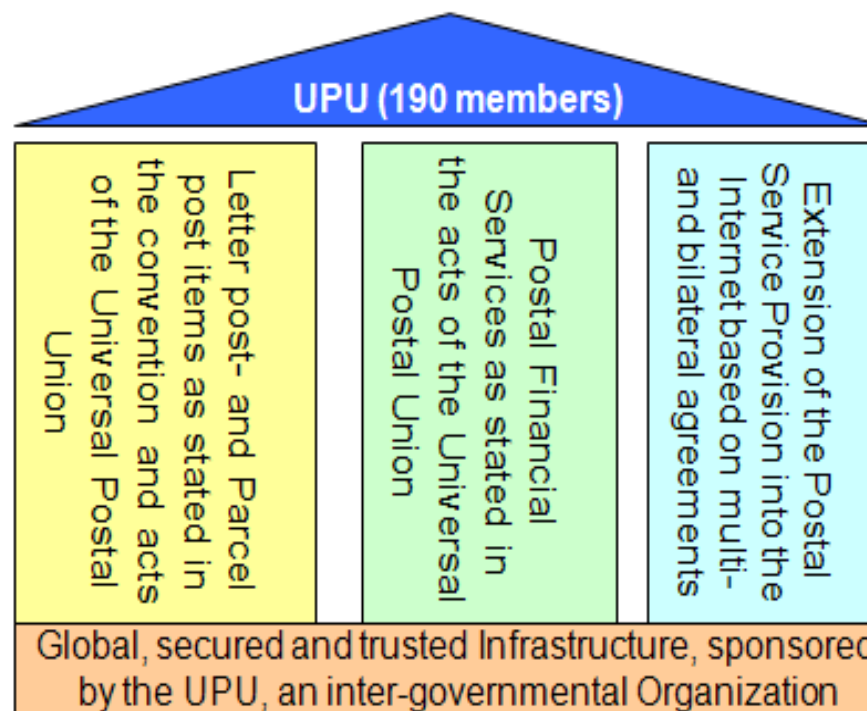 UPU (190 members)
Letter post- and Parcel
post items as stated in
the convention and acts
of the Universal Postal
Union
Postal Financial
Services as stated in
the acts of the Universal
Postal Union
Extension of the Postal
Service Provision into the
Internet based on multi-
and bilateral agreements
Global, secured and trusted Infrastructure, sponsored
by the UPU, an inter-governmental Organization